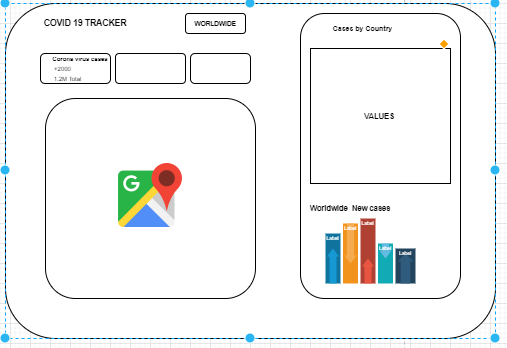 COVID 19 TRACKER
WORLDWIDE
Corona virus cases
+2000
1.2M Total
G
Cases by Country
VALUES
Worldwide New cases
Label
Label
Label
Label
Label